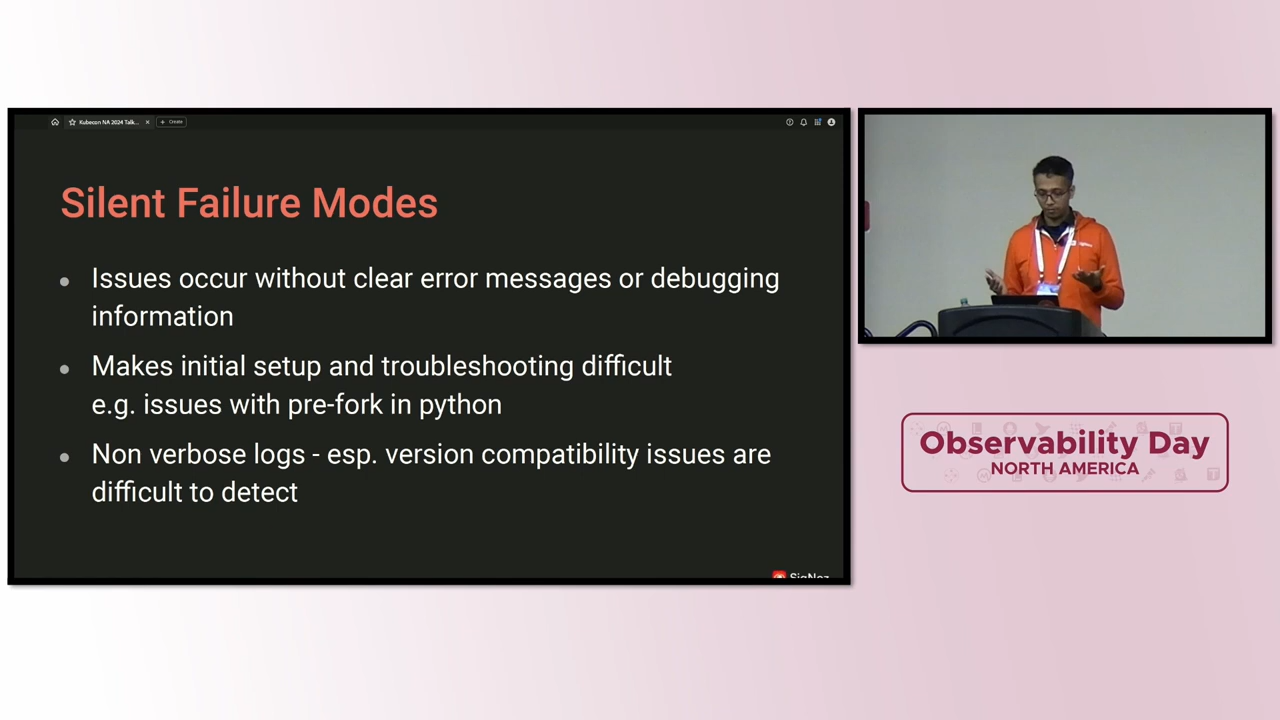 Kubecon NA 2024 Talk...
Create
Silent Failure Modes
Issues occur without clear error messages or debugging
information
Makes initial setup and troubleshooting difficult
e.g. issues with pre-fork in python
Non verbose logs - esp. version compatibility issues are
difficult to detect
SigNoz
Observability Day
NORTH AMERICA